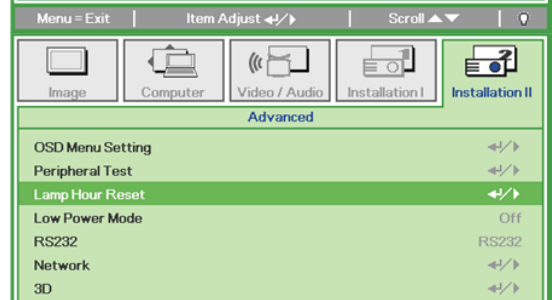 Menu = Exit Item Adjust Scroll
Image Computer Video / Audio Installation I Installation II
Advanced
OSD Menu Setting
Peripheral Test
Lamp Hour Reset
Low Power Mode Off
RS232 RS232
Network
3D